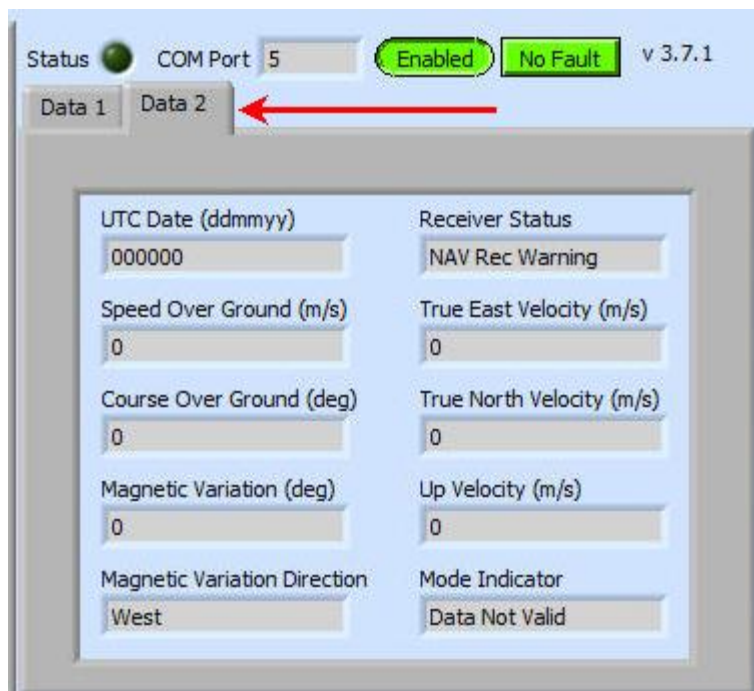 Status COM Port 5 Enabled No Fault v 3.7.1
Data 1 Data 2
UTC Date (ddmmyy) Receiver Status
000000 NAV Rec Warning
Speed Over Ground (m/s) True East Velocity (m/s)
0 0
Course Over Ground (deg) True North Velocity (m/s)
0 0
Magnetic Variation (deg) Up Velocity (m/s)
0 0
Magnetic Variation Direction Mode Indicator
West Data Not Valid